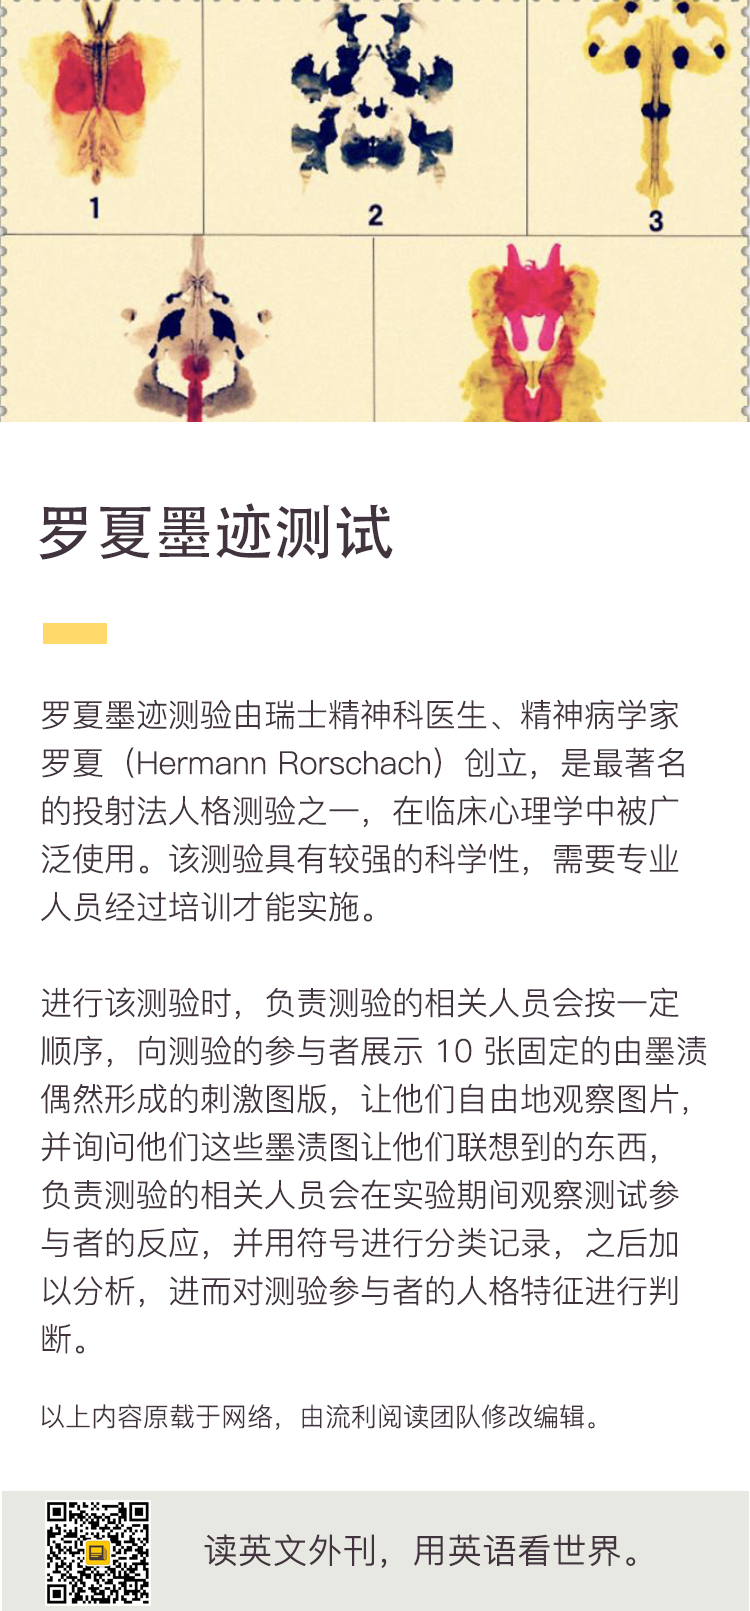 1
2
3
罗夏墨迹测试
罗夏墨迹测验由瑞士精神科医生、精神病学家
罗夏（Hermann Rorschach）创立，是最著名
的投射法人格测验之一，在临床心理学中被广
泛使用。该测验具有较强的科学性，需要专业
人员经过培训才能实施。
进行该测验时，负责测验的相关人员会按一定
顺序，向测验的参与者展示 10 张固定的由墨渍
偶然形成的刺激图版，让他们自由地观察图片，
并询问他们这些墨渍图让他们联想到的东西，
负责测验的相关人员会在实验期间观察测试参
与者的反应，并用符号进行分类记录，之后加
以分析，进而对测验参与者的人格特征进行判
断。
以上内容原载于网络，由流利阅读团队修改编辑。
读英文外刊，用英语看世界。